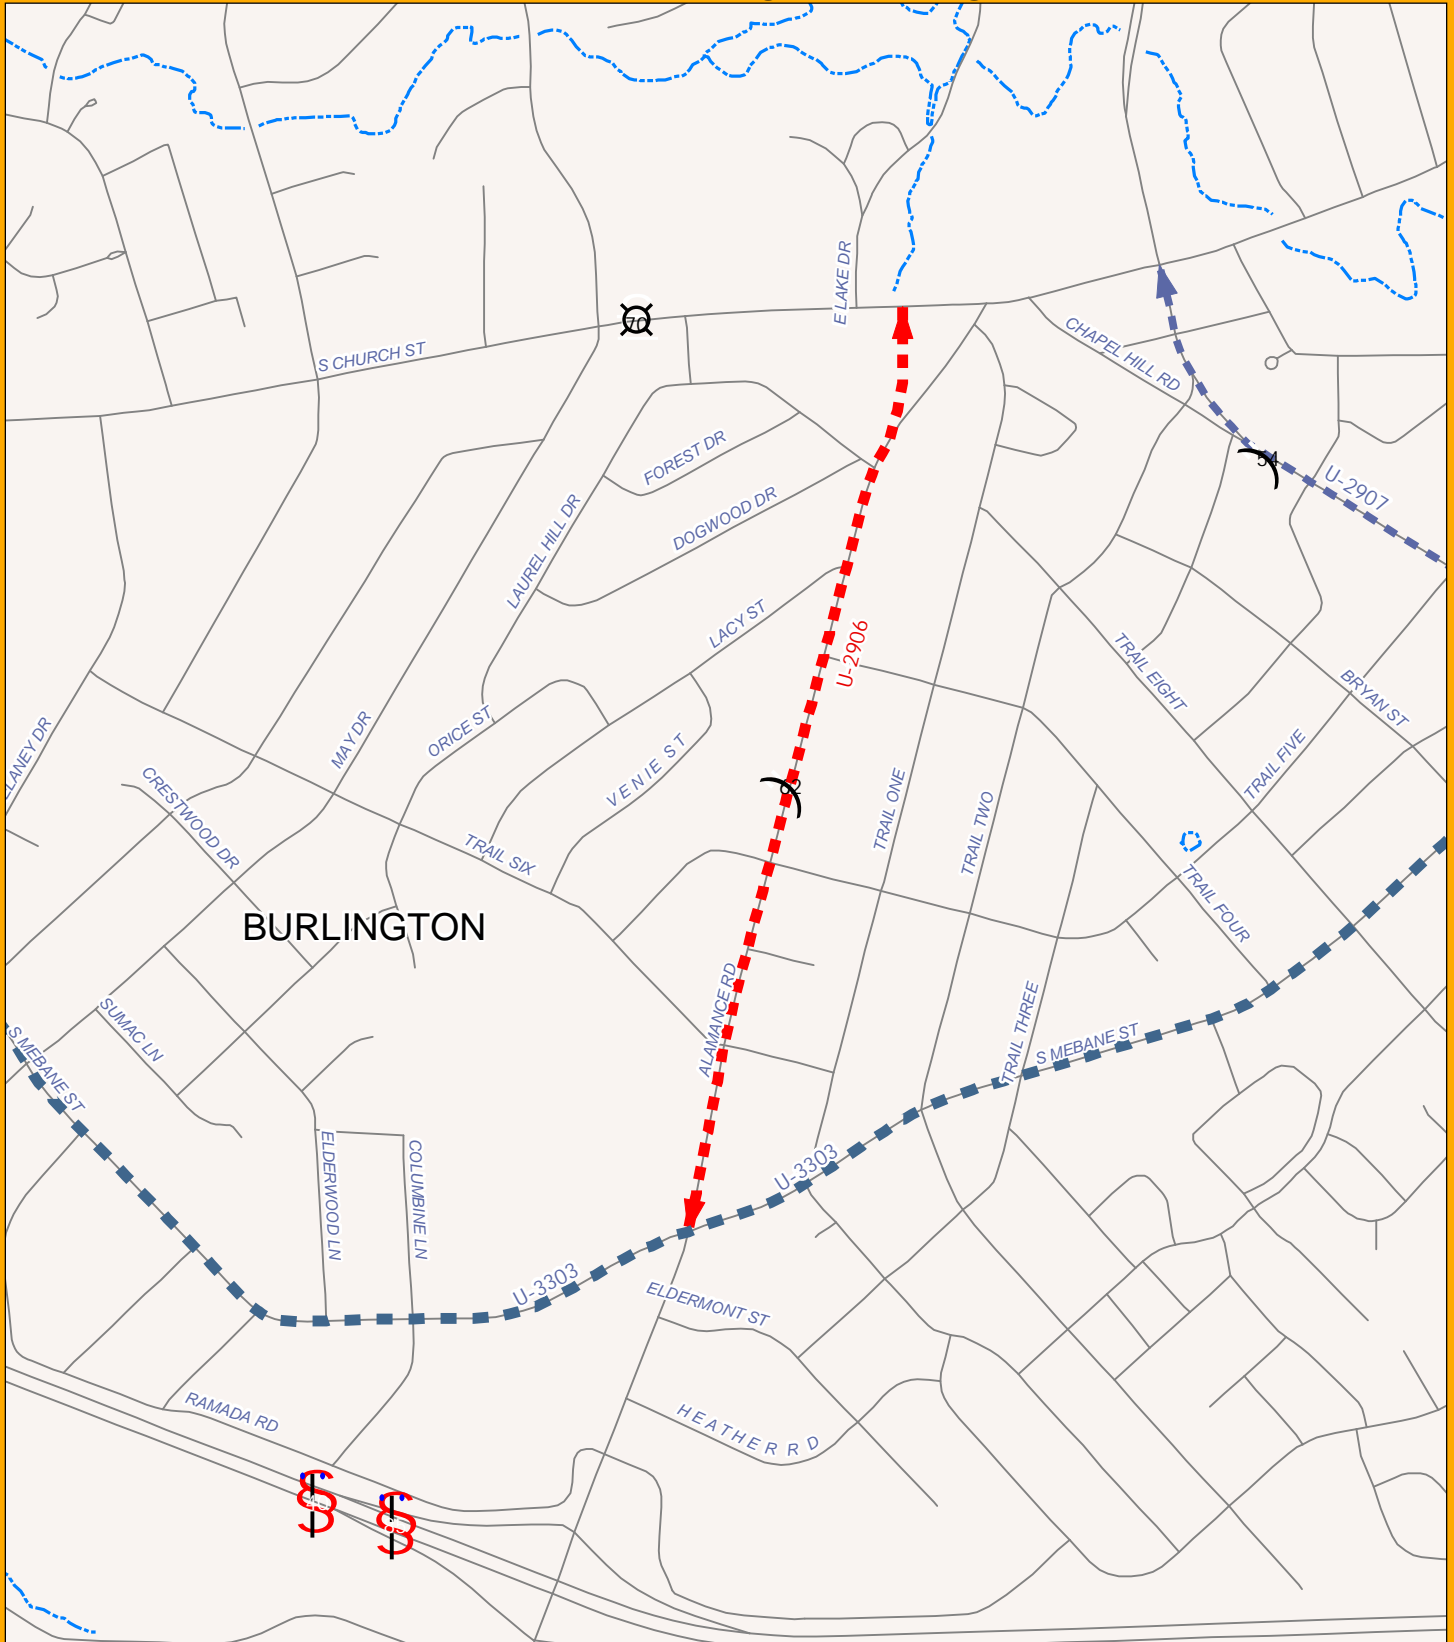 E LAKE DR
70
S CHURCH ST
CHAPEL HILL RD
FOREST DR
54
U-2907
DOGWOOD DR
LAUREL HILL DR
LACY ST
U-2906
TRAIL EIGHT
BRYAN ST
ORICE ST
MAY DR
LANEY DR
VENIE ST
TRAIL FIVE
62
CRESTWOOD DR
TRAIL ONE
TRAIL TWO
TRAIL SIX
TRAIL FOUR
BURLINGTON
ALAMANCE RD
SUMAC LN
TRAIL THREE
S MEBANE ST
S MEBANE ST
ELDERWOOD LN
COLUMBINE LN
U-3303
U-3303
ELDERMONT ST
RAMADA RD
HEATHER RD